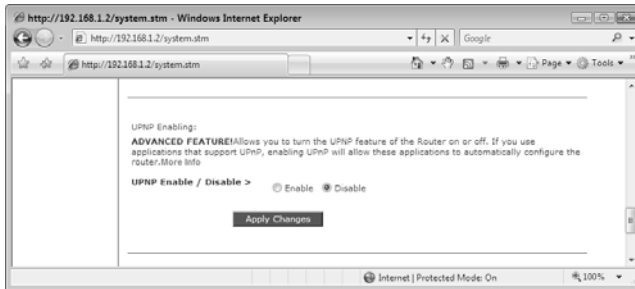 http://192.168.1.2/system.stm - Windows Internet Explorer
http://192.168.1.2/system.stm
Google
http://192.168.1.2/system.stm
Page
Tools
UPNP Enabling:
ADVANCED FEATURE!Allows you to turn the UPNP feature of the Router on or off. If you use
applications that support UPnP, enabling UPnP will allow these applications to automatically configure the
router.More Info
UPNP Enable / Disable >
Enable
Disable
Apply Changes
Internet | Protected Mode: On
100%